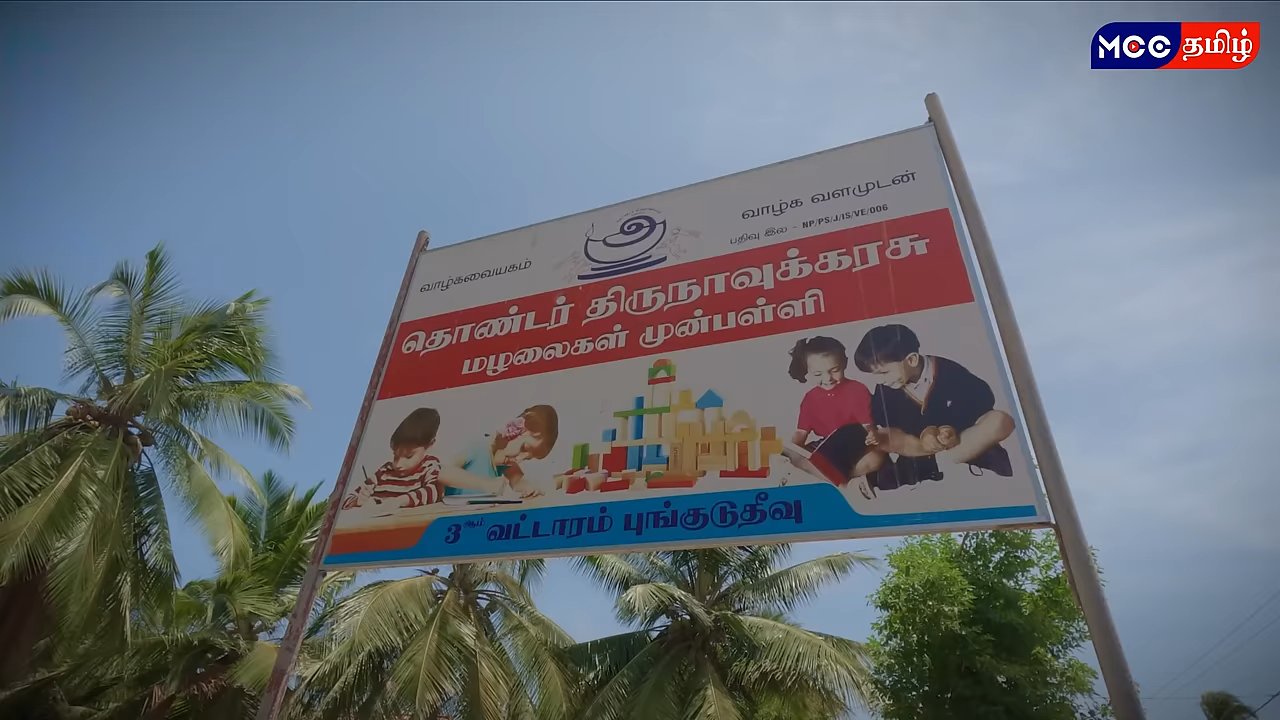 MCC தமிழ்
வாழ்கவையகம்
வாழ்க வளமுடன்
பதிவு இல - NP/PS/J/IS/VE/006
தொண்டர் திருநாவுக்கரசு
மழலைகள் முன்பள்ளி
3ஆம் வட்டாரம் புங்குடுதீவு